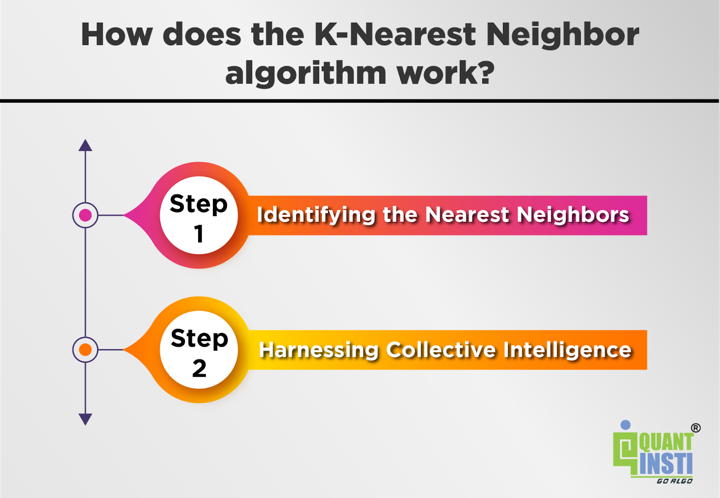 How does the K-Nearest Neighbor
algorithm work?
Step
1
Identifying the Nearest Neighbors
Step
2
Harnessing Collective Intelligence
QUANT®
INSTI
GO ALGO